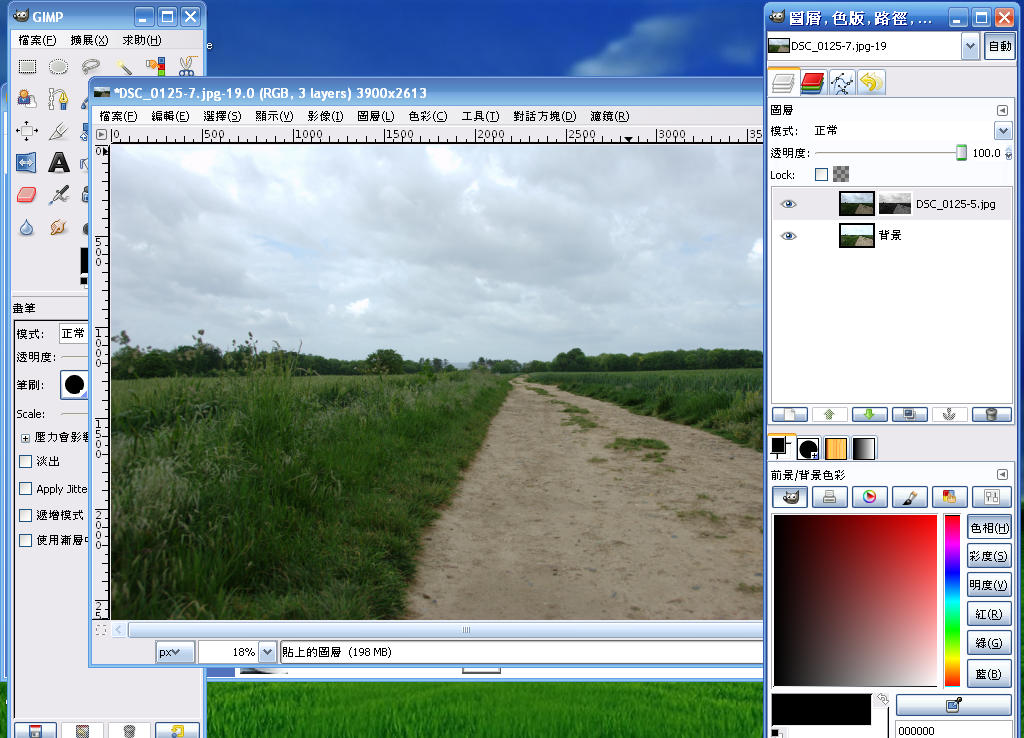 GIMP
檔案(F) 擴展(X) 求助(H)
e
畫筆
模式: 正常
透明度:
筆刷:
Scale:
壓力會影響
淡出
Apply Jitte
遞增模式
使用漸層
*DSC_0125-7.jpg-19.0 (RGB, 3 layers) 3900x2613
檔案(F) 編輯(E) 選擇(S) 顯示(V) 影像(I) 圖層(L) 色彩(C) 工具(T) 對話方塊(D) 濾鏡(R)
0 500 1000 1500 2000 2500 3000 35
0
500
1000
1500
2000
25
px 18% 貼上的圖層 (198 MB)
圖層, 色版, 路徑, ...
DSC_0125-7.jpg-19 自動
圖層
模式: 正常
透明度: 100.0
Lock:
DSC_0125-5.jpg
背景
前景/背景色彩
色相(H)
彩度(S)
明度(V)
紅(R)
綠(G)
藍(B)
000000